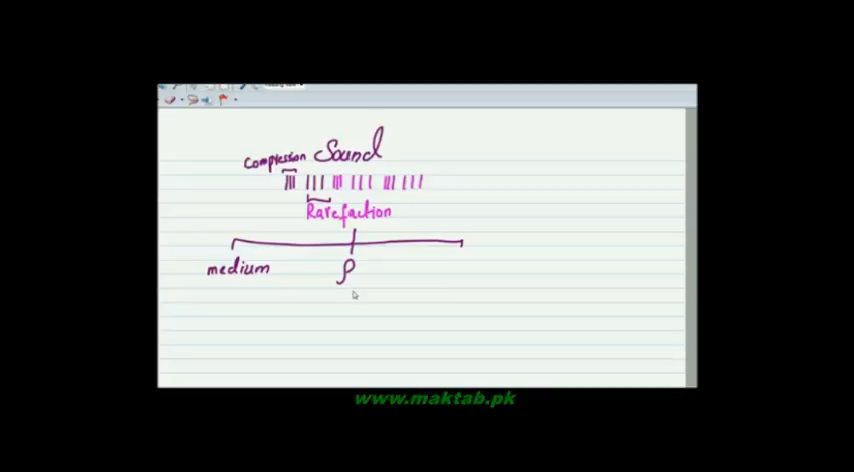 Sound
Compression
Rarefaction
medium
ρ
www.maktab.pk